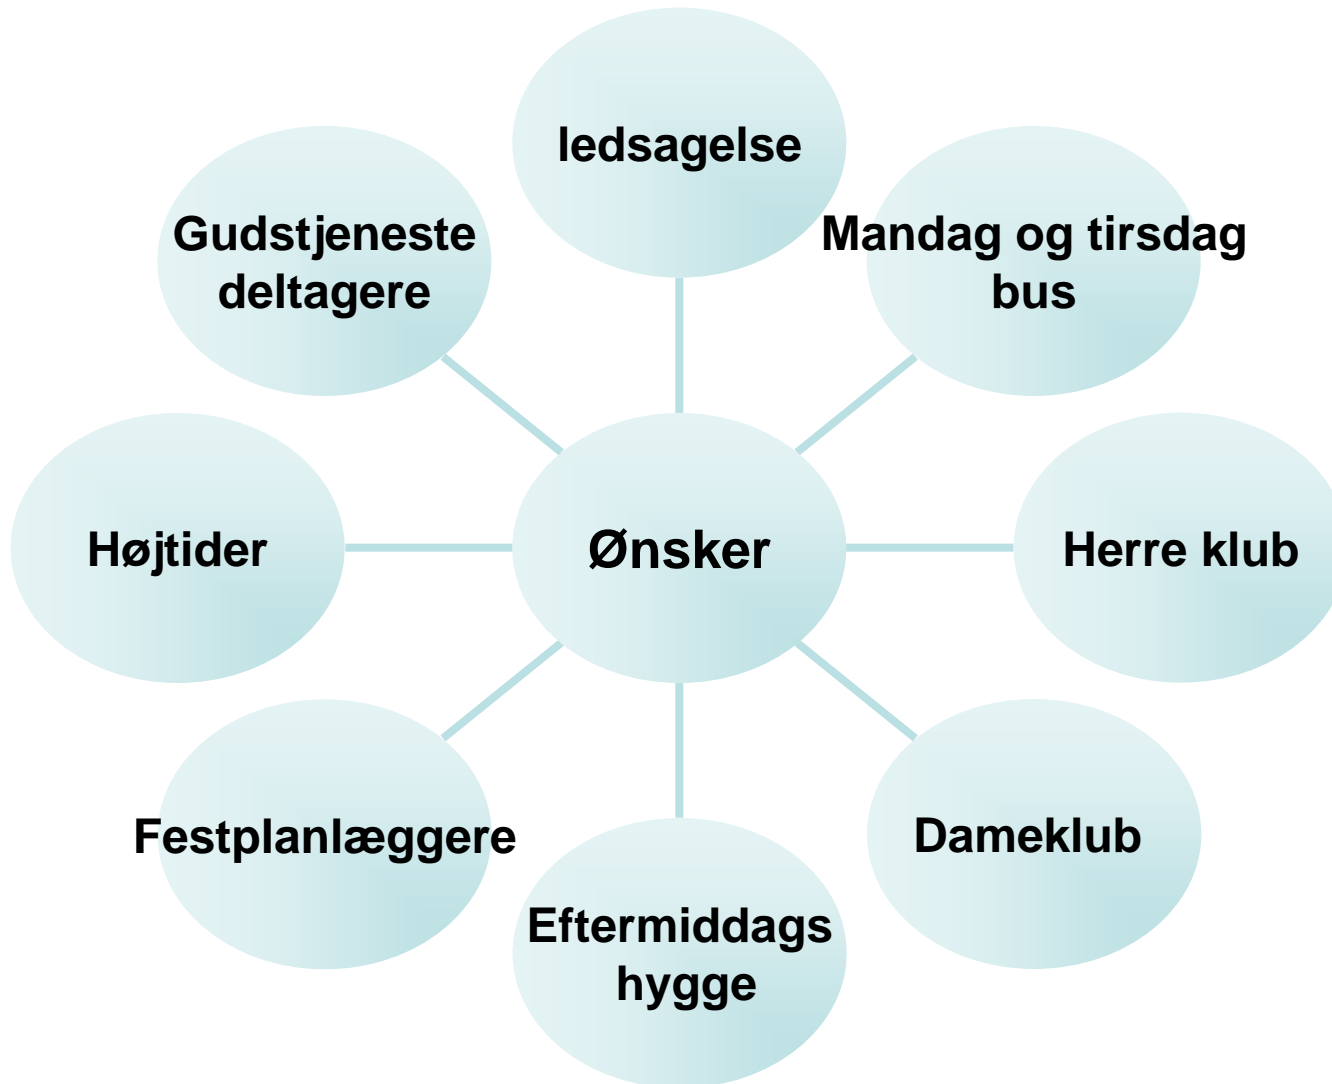 ledsagelse
Mandag og tirsdag
bus
Herre klub
Dameklub
Eftermiddags
hygge
Festplanlæggere
Højtider
Gudstjeneste
deltagere
Ønsker